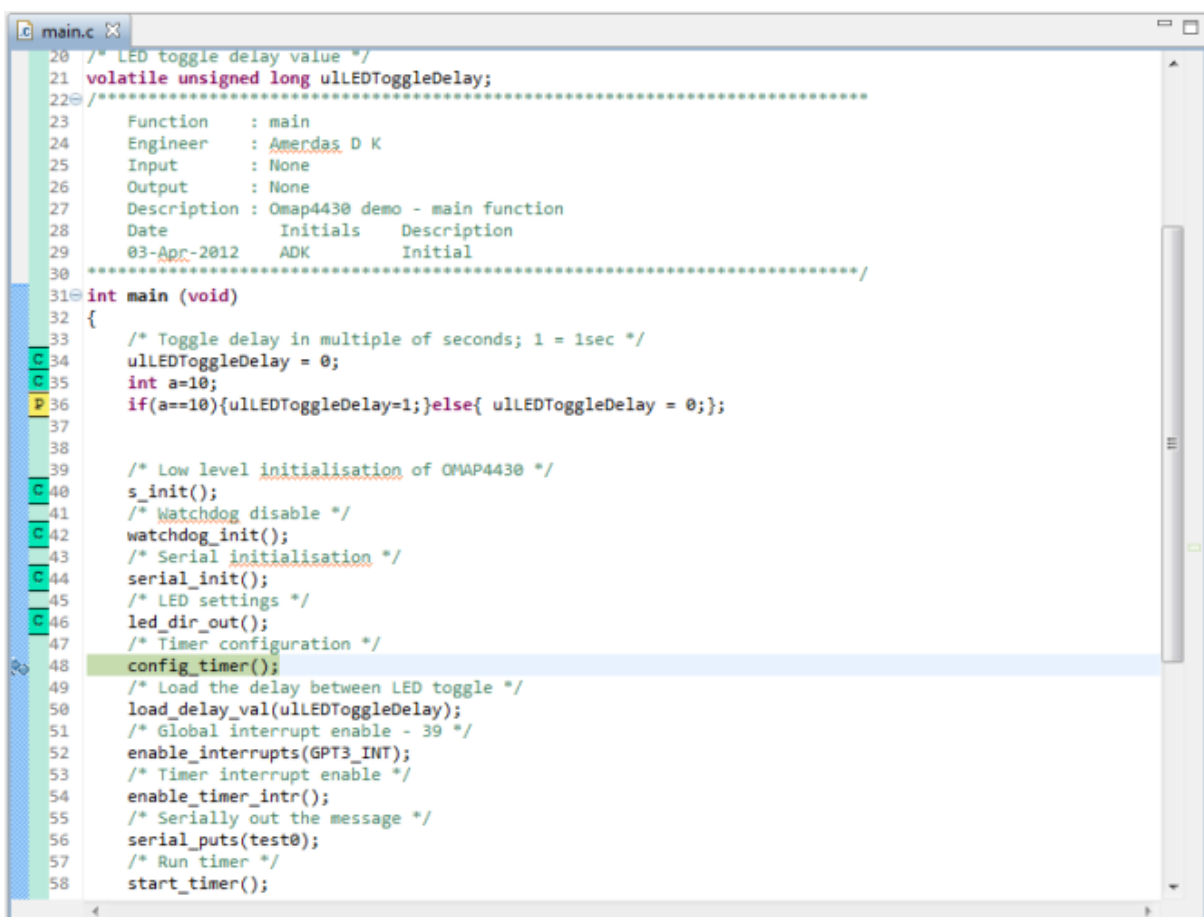 main.c
20 /* LED toggle delay value */
21 volatile unsigned long ulLEDToggleDelay;
22 /****************************************************************************
23     Function    : main
24     Engineer    : Amerdas D K
25     Input       : None
26     Output      : None
27     Description : Omap4430 demo - main function
28     Date           Initials    Description
29     03-Apr-2012    ADK         Initial
30 ****************************************************************************/
31 int main (void)
32 {
33     /* Toggle delay in multiple of seconds; 1 = 1sec */
C 34     ulLEDToggleDelay = 0;
C 35     int a=10;
P 36     if(a==10){ulLEDToggleDelay=1;}else{ ulLEDToggleDelay = 0;};
37
38
39     /* Low level initialisation of OMAP4430 */
C 40     s_init();
41     /* Watchdog disable */
C 42     watchdog_init();
43     /* Serial initialisation */
C 44     serial_init();
45     /* LED settings */
C 46     led_dir_out();
47     /* Timer configuration */
48     config_timer();
49     /* Load the delay between LED toggle */
50     load_delay_val(ulLEDToggleDelay);
51     /* Global interrupt enable - 39 */
52     enable_interrupts(GPT3_INT);
53     /* Timer interrupt enable */
54     enable_timer_intr();
55     /* Serially out the message */
56     serial_puts(test0);
57     /* Run timer */
58     start_timer();